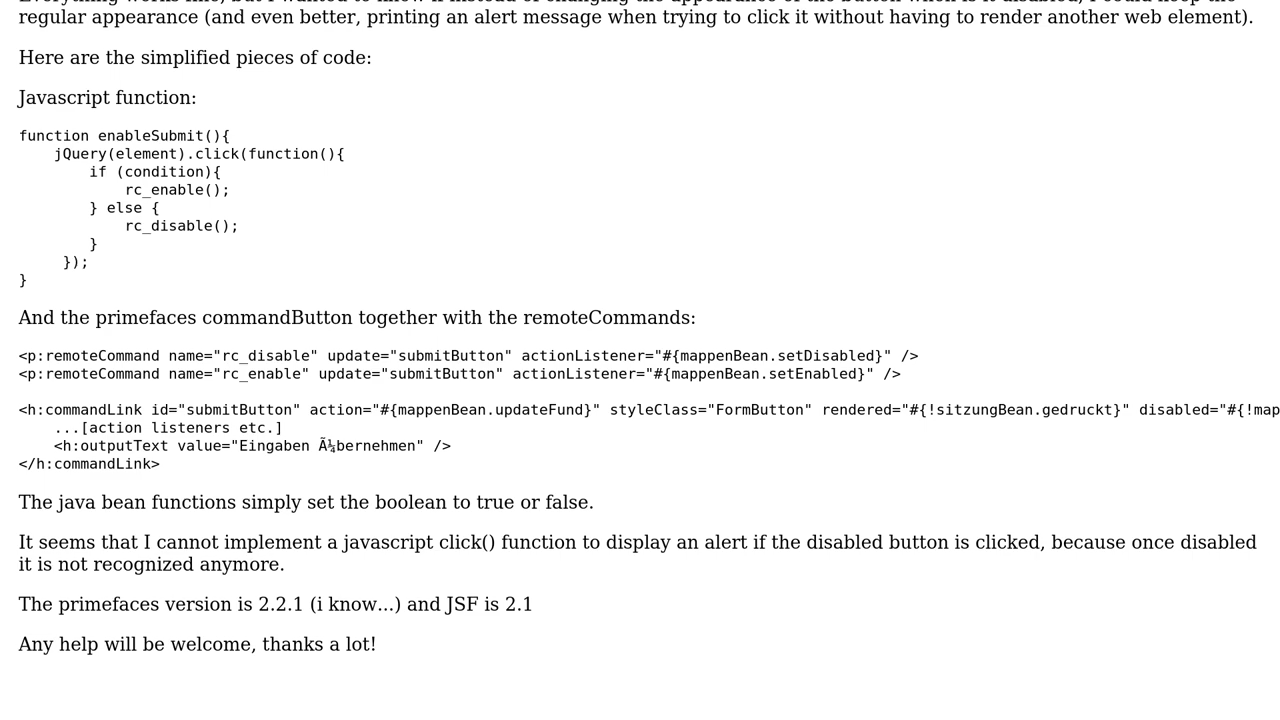 regular appearance (and even better, printing an alert message when trying to click it without having to render another web element).
Here are the simplified pieces of code:
Javascript function:
function enableSubmit(){
    jQuery(element).click(function(){
        if (condition){
            rc_enable();
        } else {
            rc_disable();
        }
     });
}
And the primefaces commandButton together with the remoteCommands:
<p:remoteCommand name="rc_disable" update="submitButton" actionListener="#{mappenBean.setDisabled}" />
<p:remoteCommand name="rc_enable" update="submitButton" actionListener="#{mappenBean.setEnabled}" />
<h:commandLink id="submitButton" action="#{mappenBean.updateFund}" styleClass="FormButton" rendered="#{!sitzungBean.gedruckt}" disabled="#{!map
    ...[action listeners etc.]
    <h:outputText value="Eingaben Ã¼bernehmen" />
</h:commandLink>
The java bean functions simply set the boolean to true or false.
It seems that I cannot implement a javascript click() function to display an alert if the disabled button is clicked, because once disabled
it is not recognized anymore.
The primefaces version is 2.2.1 (i know...) and JSF is 2.1
Any help will be welcome, thanks a lot!